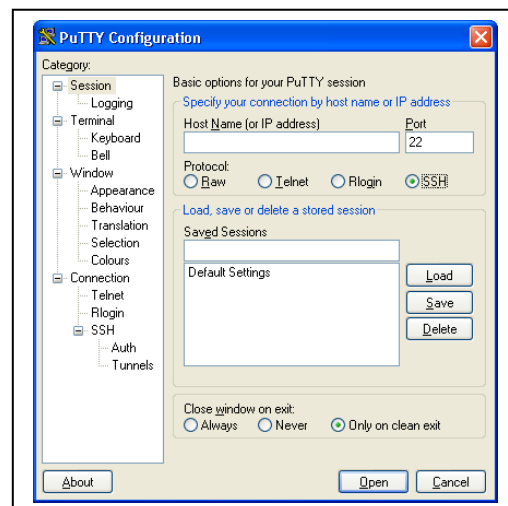 PuTTY Configuration
Category:
Session
Logging
Terminal
Keyboard
Bell
Window
Appearance
Behaviour
Translation
Selection
Colours
Connection
Telnet
Rlogin
SSH
Auth
Tunnels
Basic options for your PuTTY session
Specify your connection by host name or IP address
Host Name (or IP address) Port
22
Protocol:
Raw Telnet Rlogin SSH
Load, save or delete a stored session
Saved Sessions
Default Settings
Load
Save
Delete
Close window on exit:
Always Never Only on clean exit
About Open Cancel